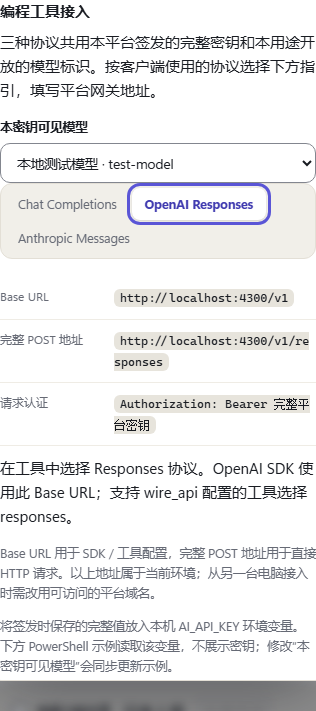 编程工具接入
三种协议共用本平台签发的完整密钥和本用途开
放的模型标识。按客户端使用的协议选择下方指
引，填写平台网关地址。
本密钥可见模型
本地测试模型 · test-model
Chat Completions
OpenAI Responses
Anthropic Messages
Base URL
http://localhost:4300/v1
完整 POST 地址
http://localhost:4300/v1/re
sponses
请求认证
Authorization: Bearer 完整平
台密钥
在工具中选择 Responses 协议。OpenAI SDK 使
用此 Base URL；支持 wire_api 配置的工具选择
responses。
Base URL 用于 SDK / 工具配置，完整 POST 地址用于直接
HTTP 请求。以上地址属于当前环境；从另一台电脑接入
时需改用可访问的平台域名。
将签发时保存的完整值放入本机 AI_API_KEY 环境变量。
下方 PowerShell 示例读取该变量，不展示密钥；修改“本
密钥可见模型”会同步更新示例。